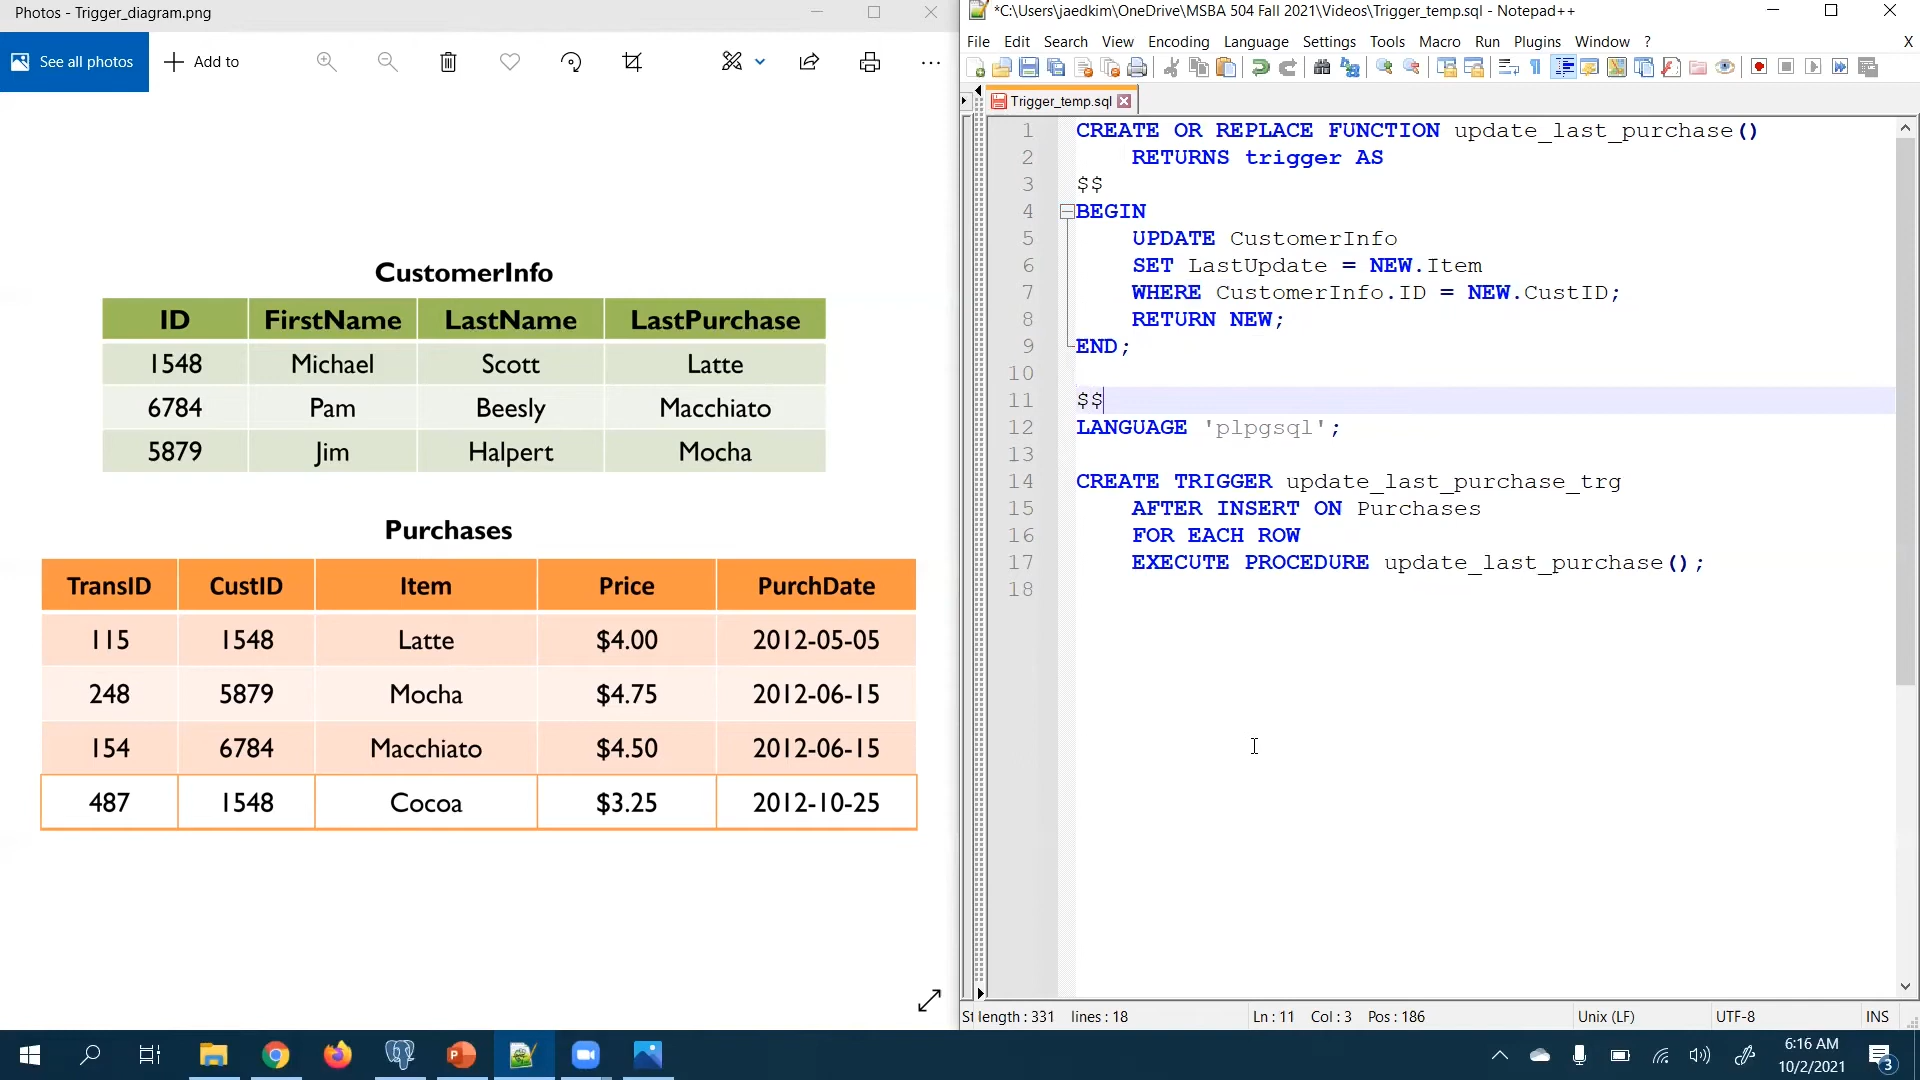 Photos - Trigger_diagram.png
See all photos
Add to
CustomerInfo
ID FirstName LastName LastPurchase
1548 Michael Scott Latte
6784 Pam Beesly Macchiato
5879 Jim Halpert Mocha
Purchases
TransID CustID Item Price PurchDate
115 1548 Latte $4.00 2012-05-05
248 5879 Mocha $4.75 2012-06-15
154 6784 Macchiato $4.50 2012-06-15
487 1548 Cocoa $3.25 2012-10-25
*C:\Users\jaedkim\OneDrive\MSBA 504 Fall 2021\Videos\Trigger_temp.sql - Notepad++
File Edit Search View Encoding Language Settings Tools Macro Run Plugins Window ? X
Trigger_temp.sql
1 CREATE OR REPLACE FUNCTION update_last_purchase()
2 RETURNS trigger AS
3 $$
4 BEGIN
5 UPDATE CustomerInfo
6 SET LastUpdate = NEW.Item
7 WHERE CustomerInfo.ID = NEW.CustID;
8 RETURN NEW;
9 END;
10
11 $$
12 LANGUAGE 'plpgsql';
13
14 CREATE TRIGGER update_last_purchase_trg
15 AFTER INSERT ON Purchases
16 FOR EACH ROW
17 EXECUTE PROCEDURE update_last_purchase();
18
St length : 331 lines : 18 Ln : 11 Col : 3 Pos : 186 Unix (LF) UTF-8 INS
6:16 AM
10/2/2021
3